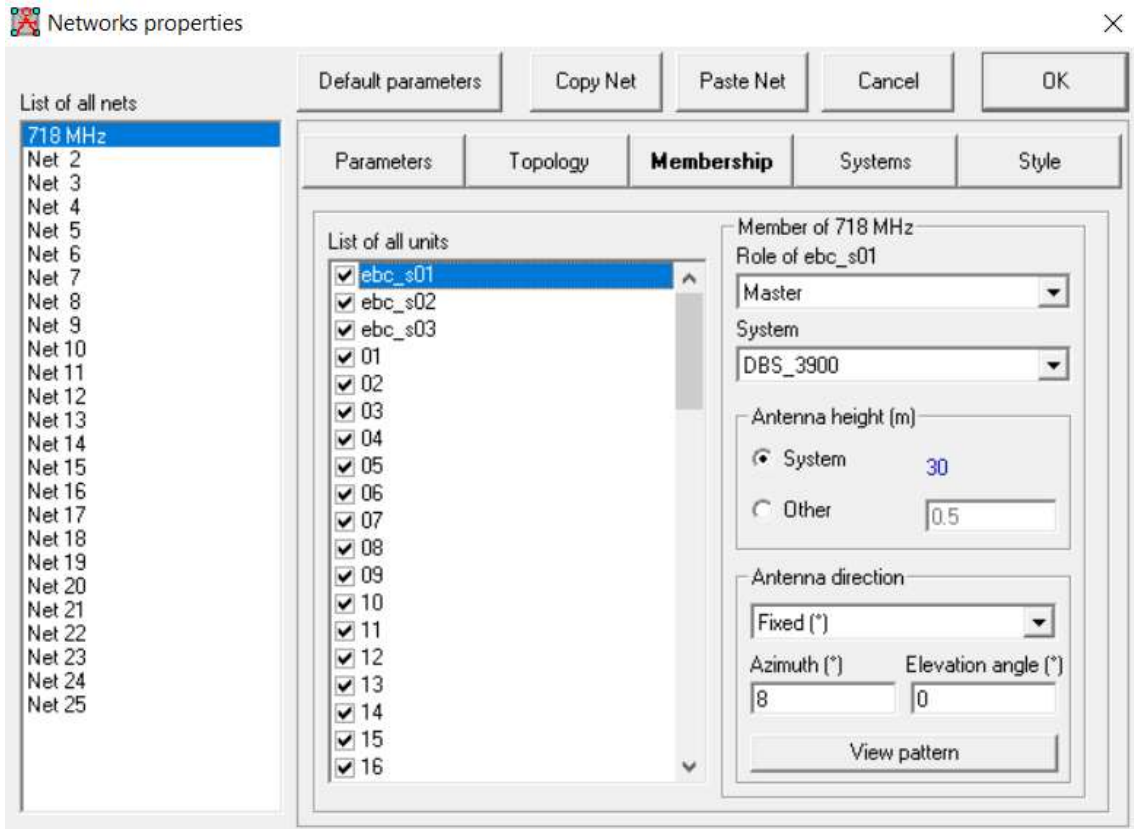 Networks properties
Default parameters
Copy Net
Paste Net
Cancel
OK
List of all nets
718 MHz
Net 2
Net 3
Net 4
Net 5
Net 6
Net 7
Net 8
Net 9
Net 10
Net 11
Net 12
Net 13
Net 14
Net 15
Net 16
Net 17
Net 18
Net 19
Net 20
Net 21
Net 22
Net 23
Net 24
Net 25
Parameters
Topology
Membership
Systems
Style
List of all units
ebc_s01
ebc_s02
ebc_s03
01
02
03
04
05
06
07
08
09
10
11
12
13
14
15
16
Member of 718 MHz
Role of ebc_s01
Master
System
DBS_3900
Antenna height (m)
System 30
Other 0.5
Antenna direction
Fixed (°)
Azimuth (°) Elevation angle (°)
8 0
View pattern